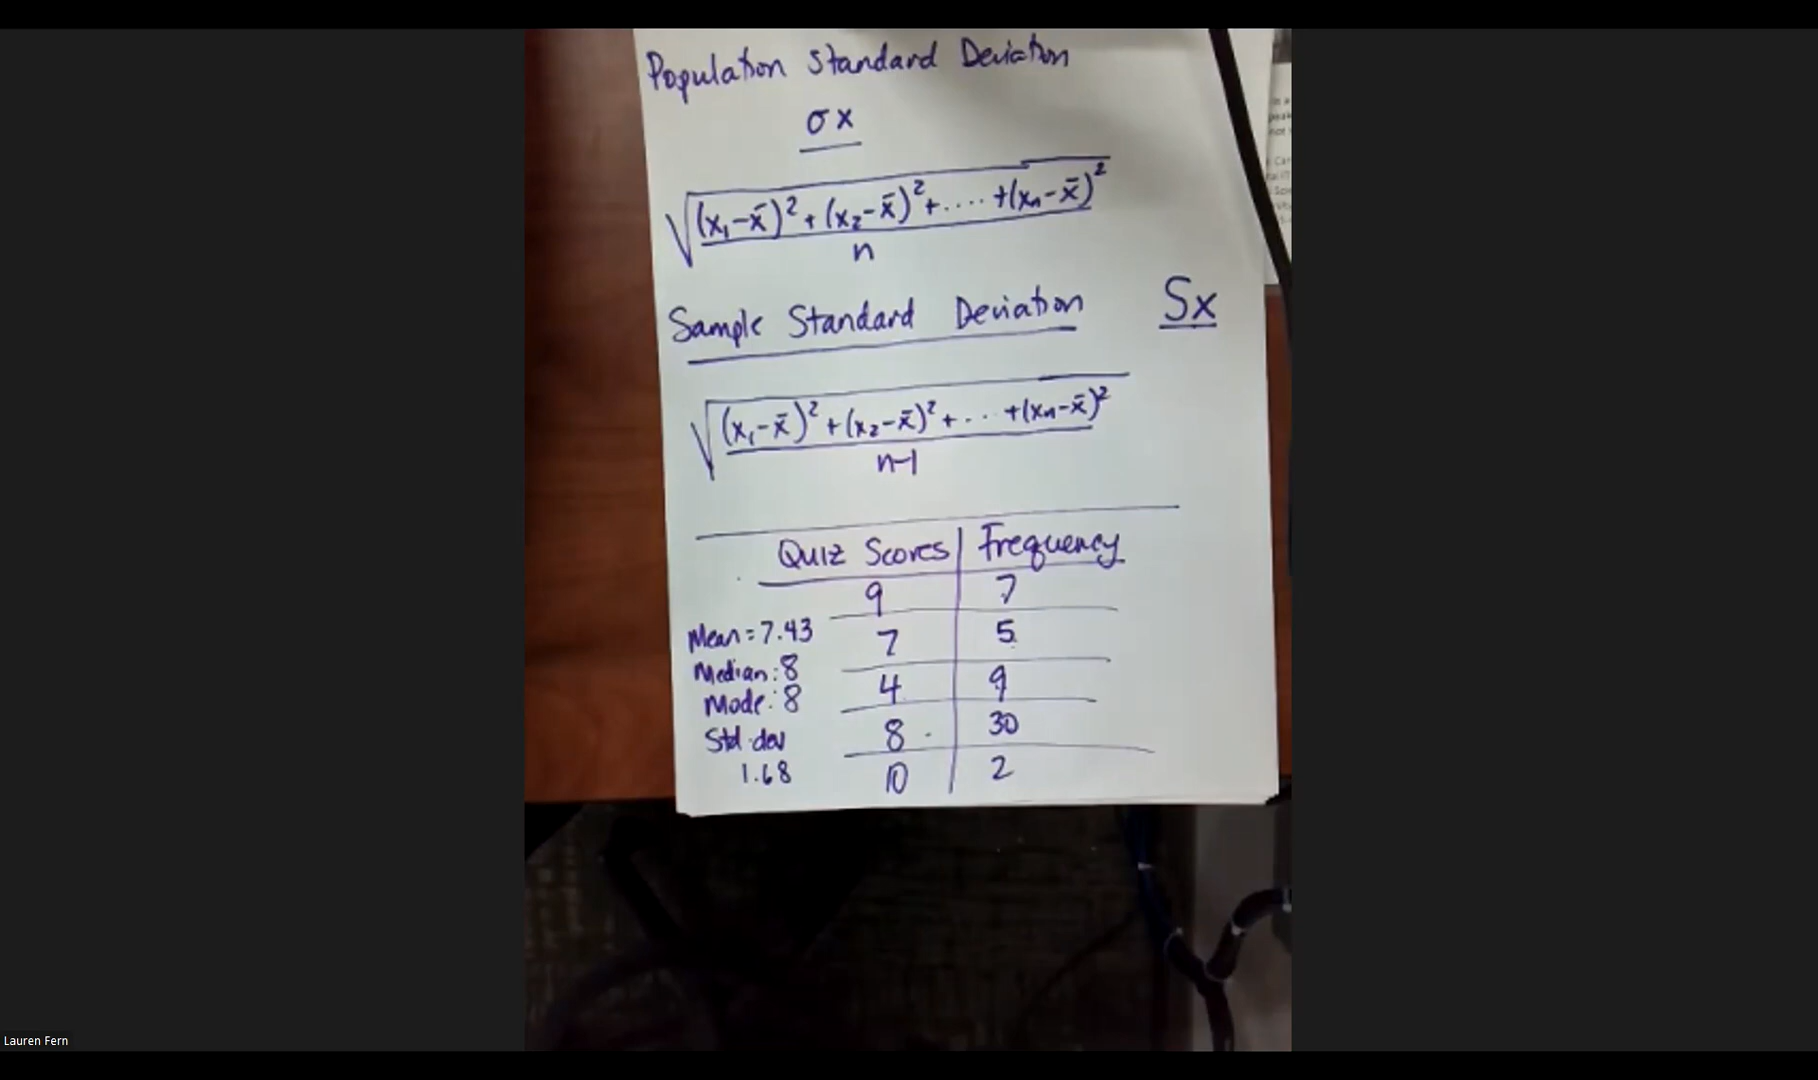 Population Standard Deviation
σx
√((x₁-x̄)²+(x₂-x̄)²+....+(xₙ-x̄)²
n
Sample Standard Deviation Sx
√((x₁-x̄)²+(x₂-x̄)²+...+(xₙ-x̄)²
n-1
Quiz Scores | Frequency
9 7
Mean = 7.43 7 5
Median: 8 4 9
Mode: 8
Std. dev 8 30
1.68 10 2
Lauren Fern